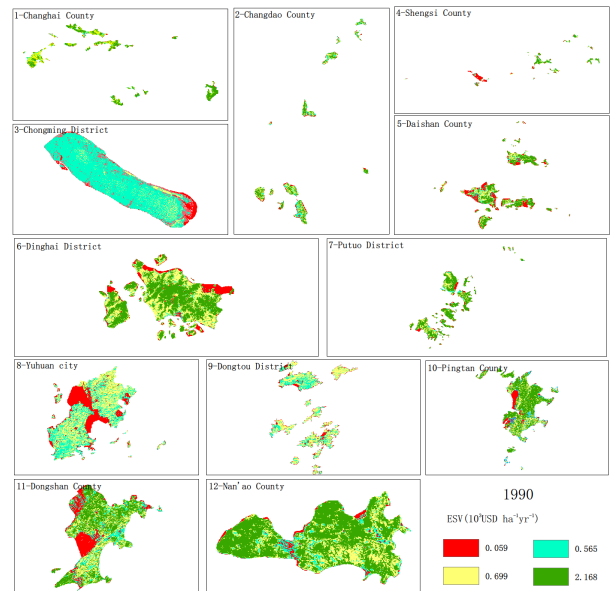 1-Changhai County
2-Changdao County
4-Shengsi County
3-Chongming District
5-Daishan County
6-Dinghai District
7-Putuo District
8-Yuhuan city
9-Dongtou District
10-Pingtan County
11-Dongshan County
12-Nan'ao County
1990
ESV(10³USD ha⁻¹yr⁻¹)
0.059
0.565
0.699
2.168